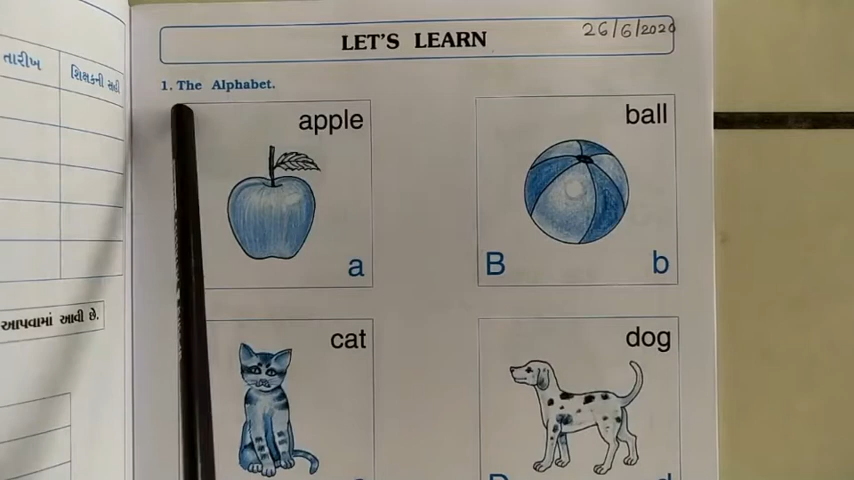 LET'S LEARN
26/6/2020
1. The Alphabet.
apple
a
ball
B b
cat
dog
તારીખ
શિક્ષકની સહી
આપવામાં આવી છે.